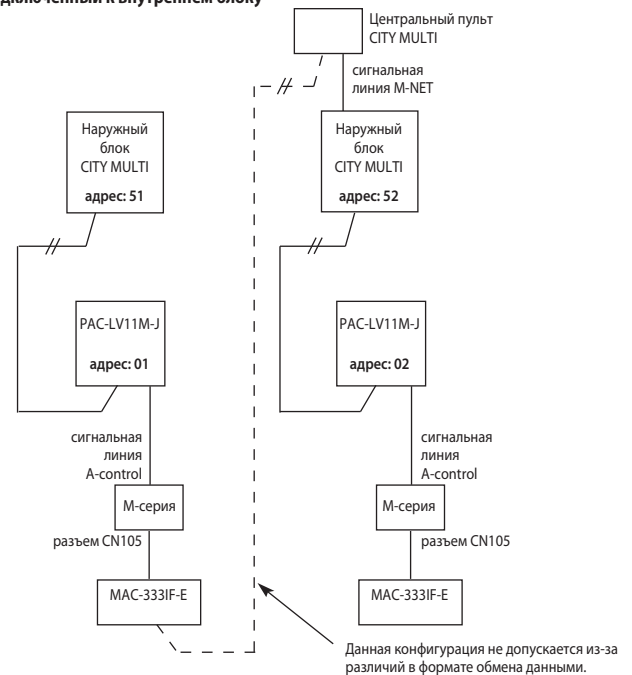 дключенный к внутреннем блоку
Центральный пульт
CITY MULTI
сигнальная
линия M-NET
Наружный
блок
CITY MULTI
адрес: 51
Наружный
блок
CITY MULTI
адрес: 52
PAC-LV11M-J
адрес: 01
PAC-LV11M-J
адрес: 02
сигнальная
линия
A-control
сигнальная
линия
A-control
М-серия
М-серия
разъем CN105
разъем CN105
MAC-333IF-E
MAC-333IF-E
Данная конфигурация не допускается из-за
различий в формате обмена данными.